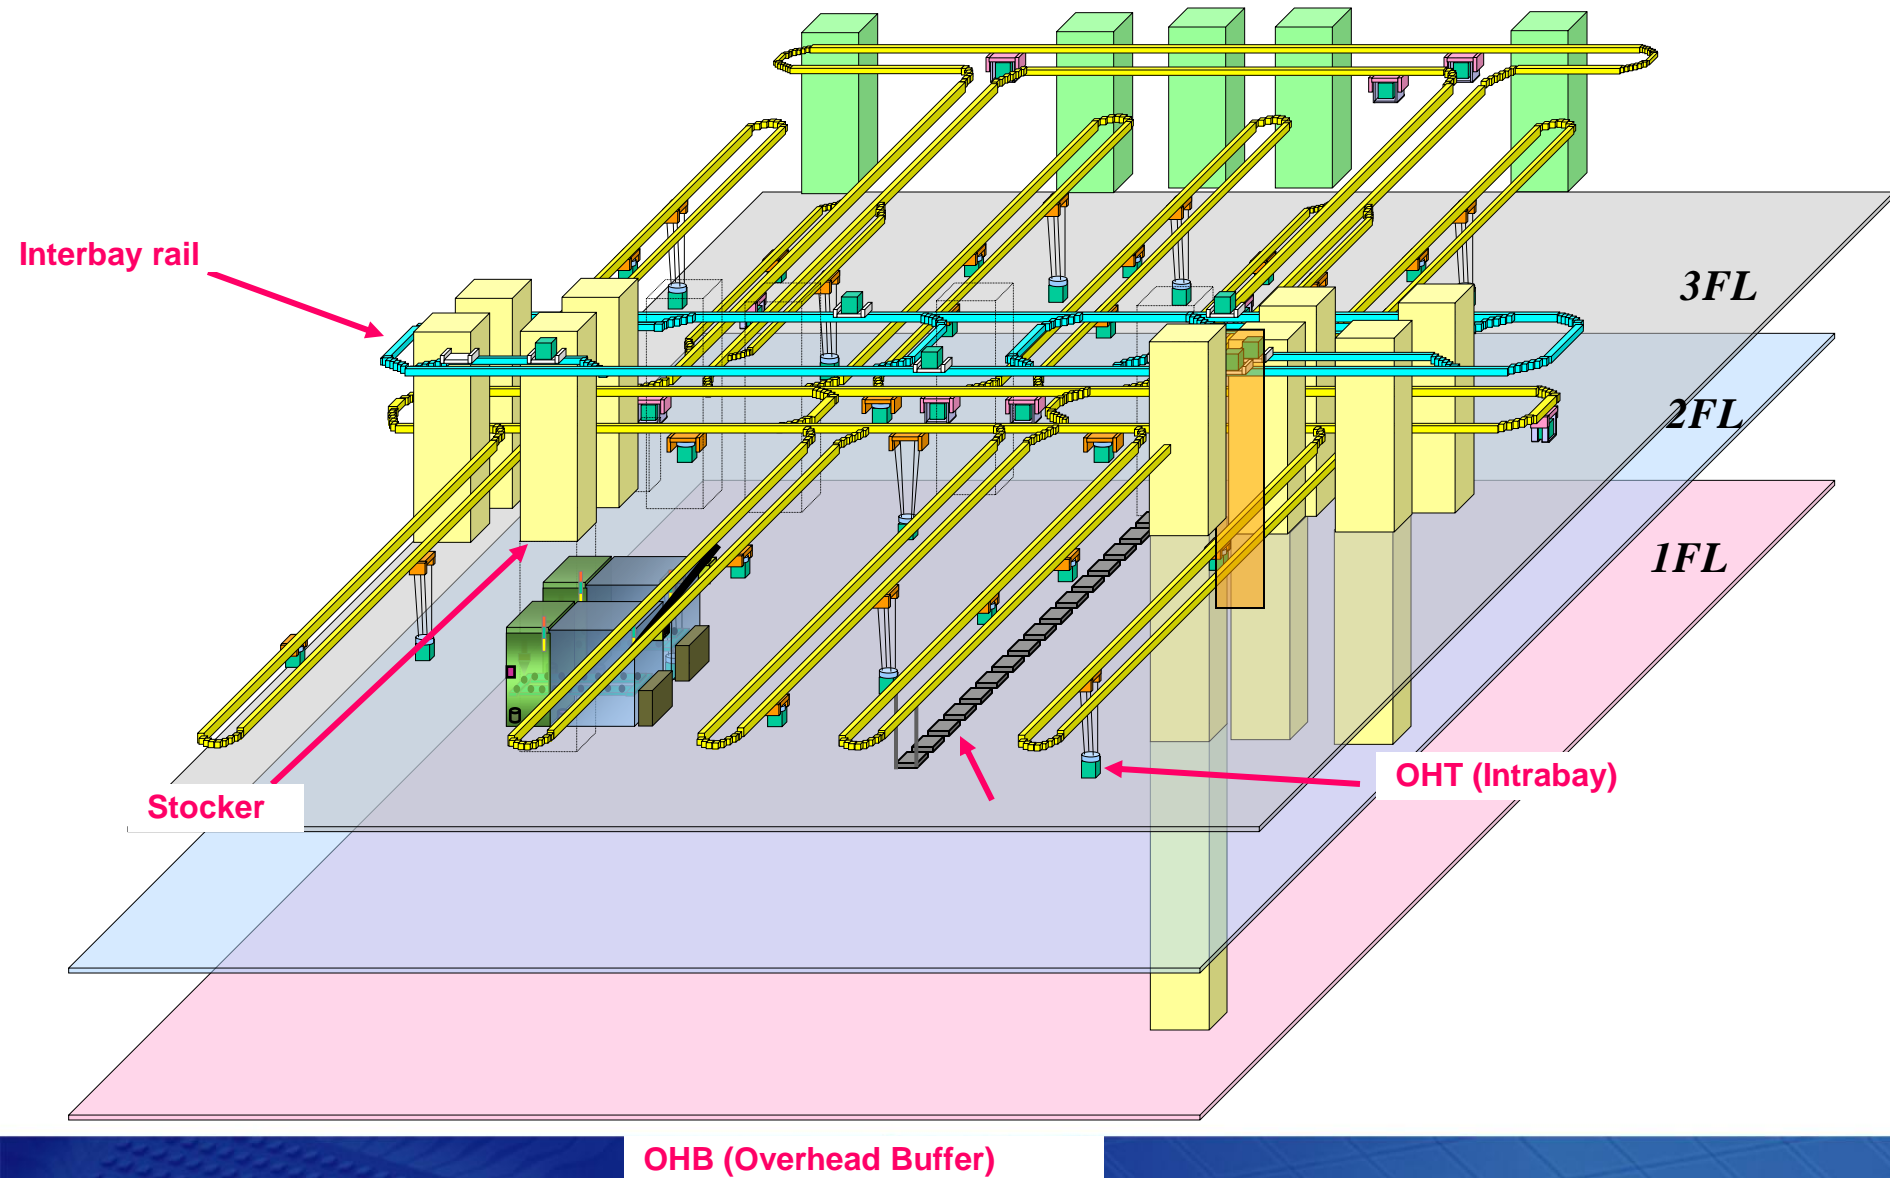 Interbay rail
3FL
2FL
1FL
Stocker
OHT (Intrabay)
OHB (Overhead Buffer)